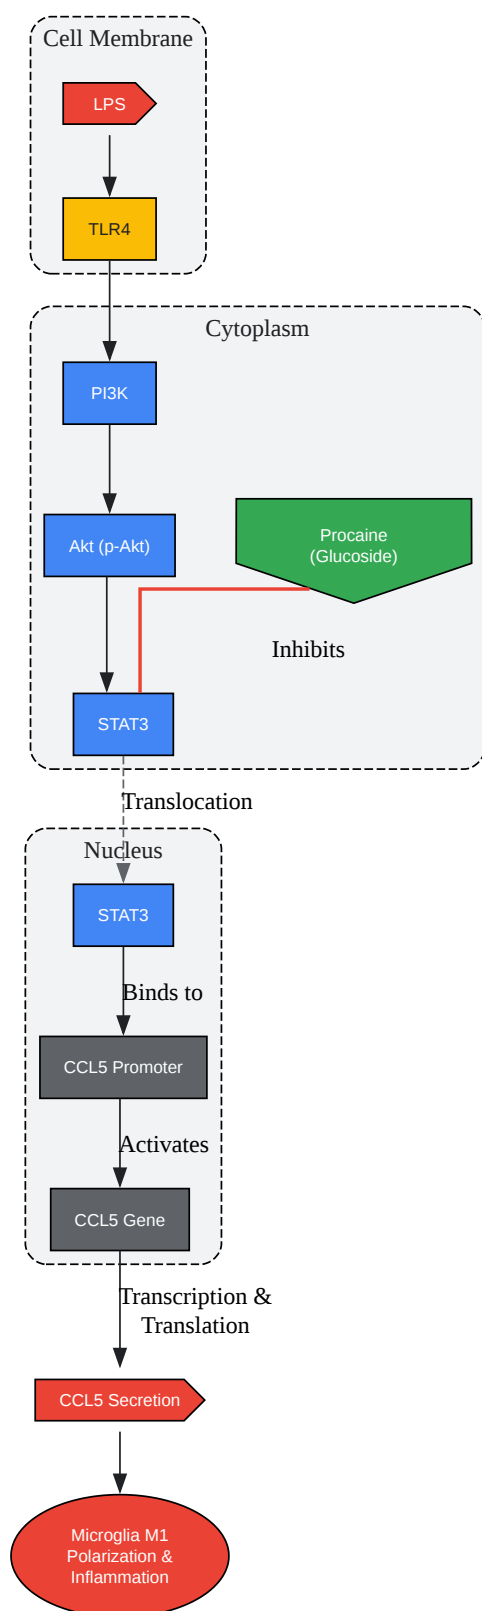 Cell Membrane
LPS
TLR4
Cytoplasm
PI3K
Akt (p-Akt)
Procaine
(Glucoside)
Inhibits
STAT3
Translocation
Nucleus
STAT3
Binds to
CCL5 Promoter
Activates
CCL5 Gene
Transcription &
Translation
CCL5 Secretion
Microglia M1
Polarization &
Inflammation